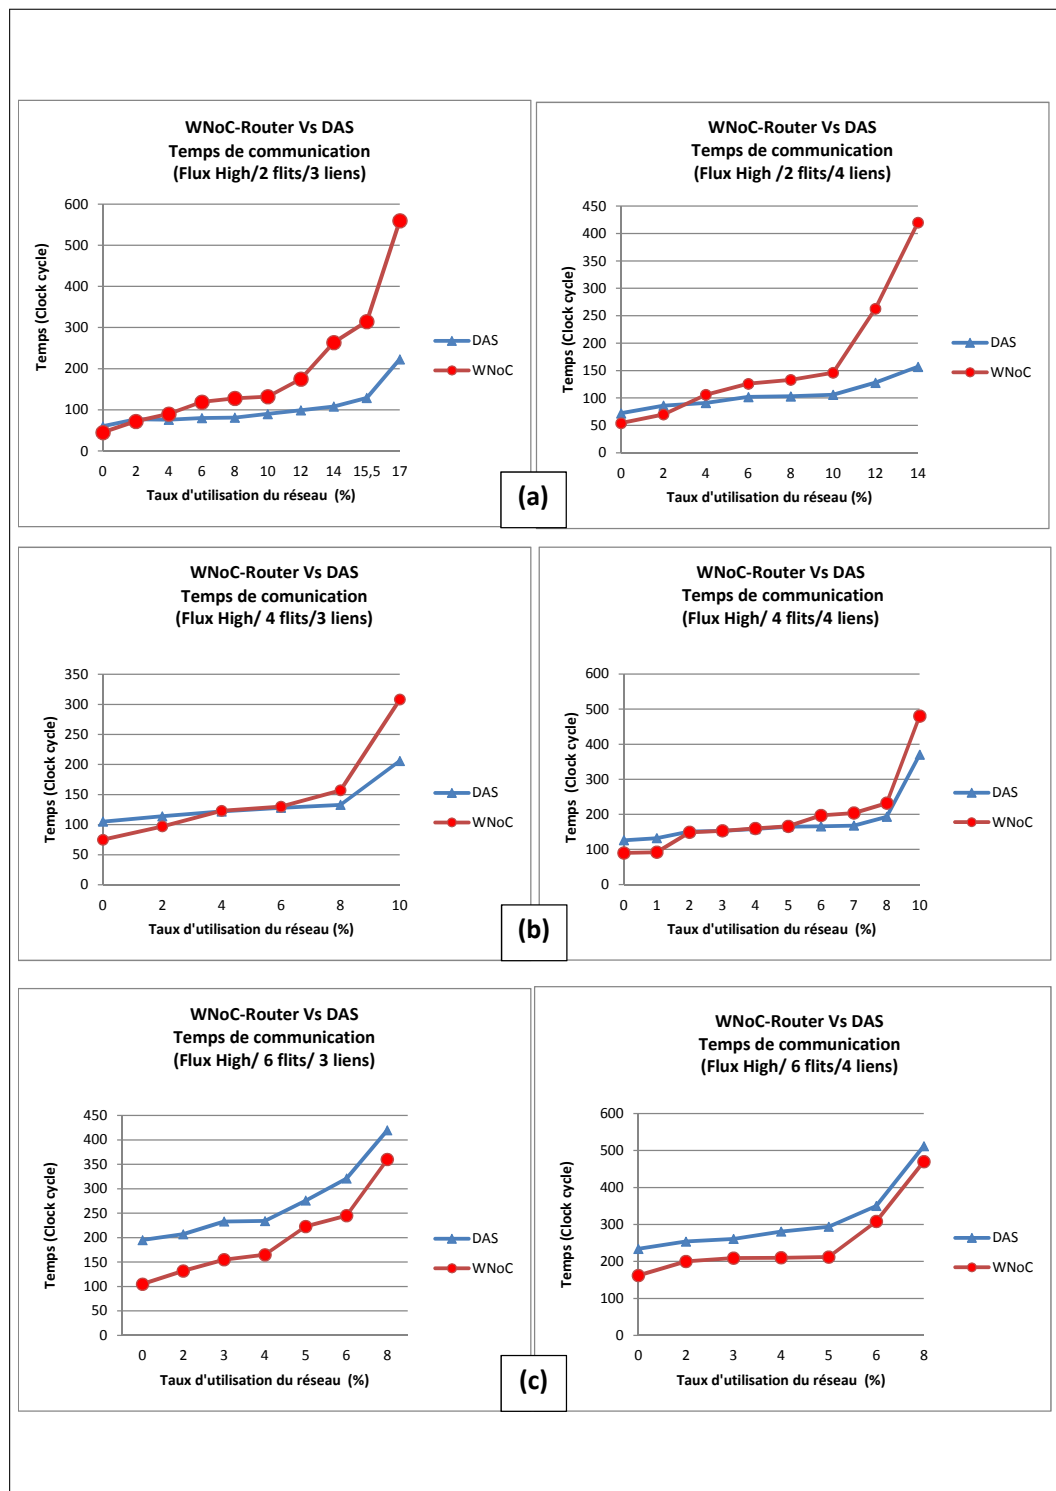 WNoC-Router Vs DAS
Temps de communication
(Flux High/2 flits/3 liens)
Temps (Clock cycle)
600
500
400
300
200
100
0
0 2 4 6 8 10 12 14 15,5 17
Taux d'utilisation du réseau (%)
DAS
WNoC
WNoC-Router Vs DAS
Temps de communication
(Flux High /2 flits/4 liens)
Temps (Clock cycle)
450
400
350
300
250
200
150
100
50
0
0 2 4 6 8 10 12 14
Taux d'utilisation du réseau (%)
DAS
WNoC
(a)
WNoC-Router Vs DAS
Temps de comunication
(Flux High/ 4 flits/3 liens)
Temps (Clock cycle)
350
300
250
200
150
100
50
0
0 2 4 6 8 10
Taux d'utilisation du réseau (%)
DAS
WNoC
WNoC-Router Vs DAS
Temps de communication
(Flux High/ 4 flits/4 liens)
Temps (Clock cycle)
600
500
400
300
200
100
0
0 1 2 3 4 5 6 7 8 10
Taux d'utilisation du réseau (%)
DAS
WNoC
(b)
WNoC-Router Vs DAS
Temps de communication
(Flux High/ 6 flits/ 3 liens)
Temps (Clock cycle)
450
400
350
300
250
200
150
100
50
0
0 2 3 4 5 6 8
Taux d'utilisation du réseau (%)
DAS
WNoC
WNoC-Router Vs DAS
Temps de communication
(Flux High/ 6 flits/4 liens)
Temps (Clock cycle)
600
500
400
300
200
100
0
0 2 3 4 5 6 8
Taux d'utilisation du réseau (%)
DAS
WNoC
(c)